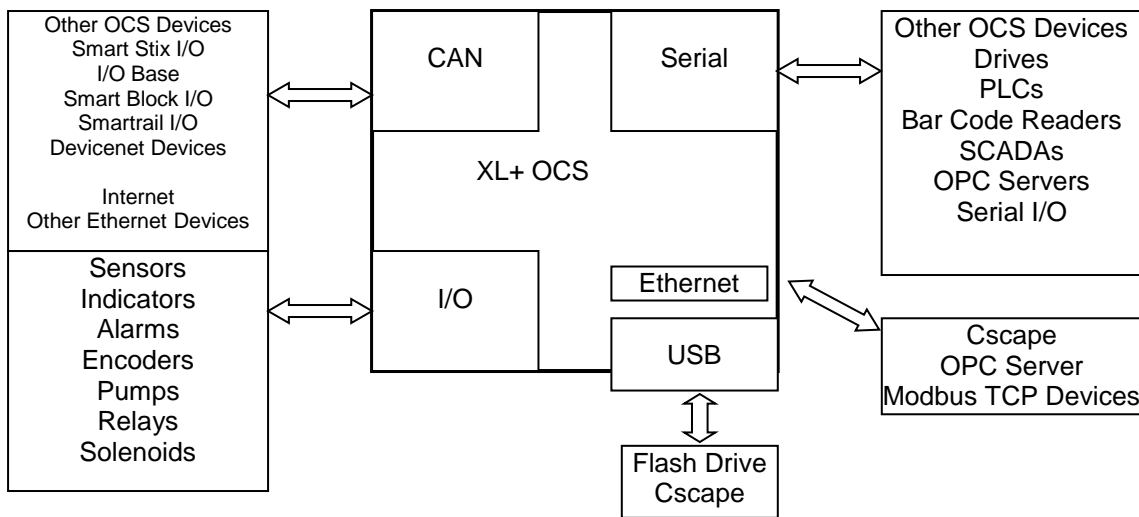 Other OCS Devices
Smart Stix I/O
I/O Base
Smart Block I/O
Smartrail I/O
Devicenet Devices
Internet
Other Ethernet Devices
Sensors
Indicators
Alarms
Encoders
Pumps
Relays
Solenoids
CAN
Serial
XL+ OCS
I/O
Ethernet
USB
Flash Drive
Cscape
Other OCS Devices
Drives
PLCs
Bar Code Readers
SCADAs
OPC Servers
Serial I/O
Cscape
OPC Server
Modbus TCP Devices